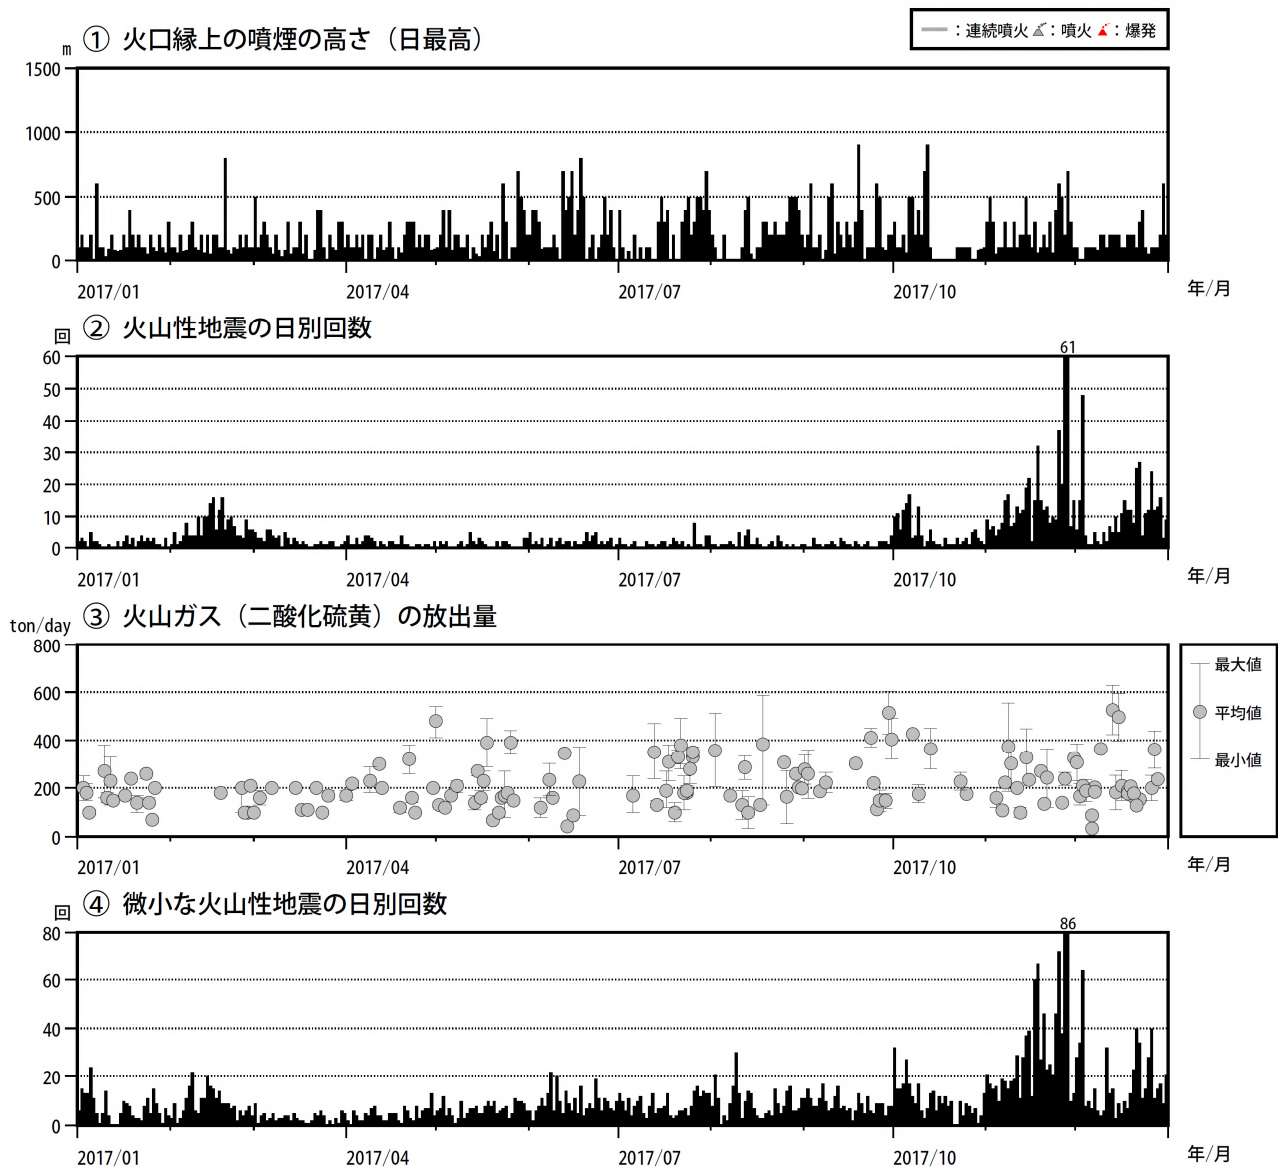 ① 火口縁上の噴煙の高さ（日最高）
：連続噴火 ：噴火 ：爆発
m
1500
1000
500
0
2017/01 2017/04 2017/07 2017/10 年/月
② 火山性地震の日別回数
回
61
60
50
40
30
20
10
0
2017/01 2017/04 2017/07 2017/10 年/月
③ 火山ガス（二酸化硫黄）の放出量
ton/day
800
600
400
200
0
最大値
平均値
最小値
2017/01 2017/04 2017/07 2017/10 年/月
④ 微小な火山性地震の日別回数
回
86
80
60
40
20
0
2017/01 2017/04 2017/07 2017/10 年/月